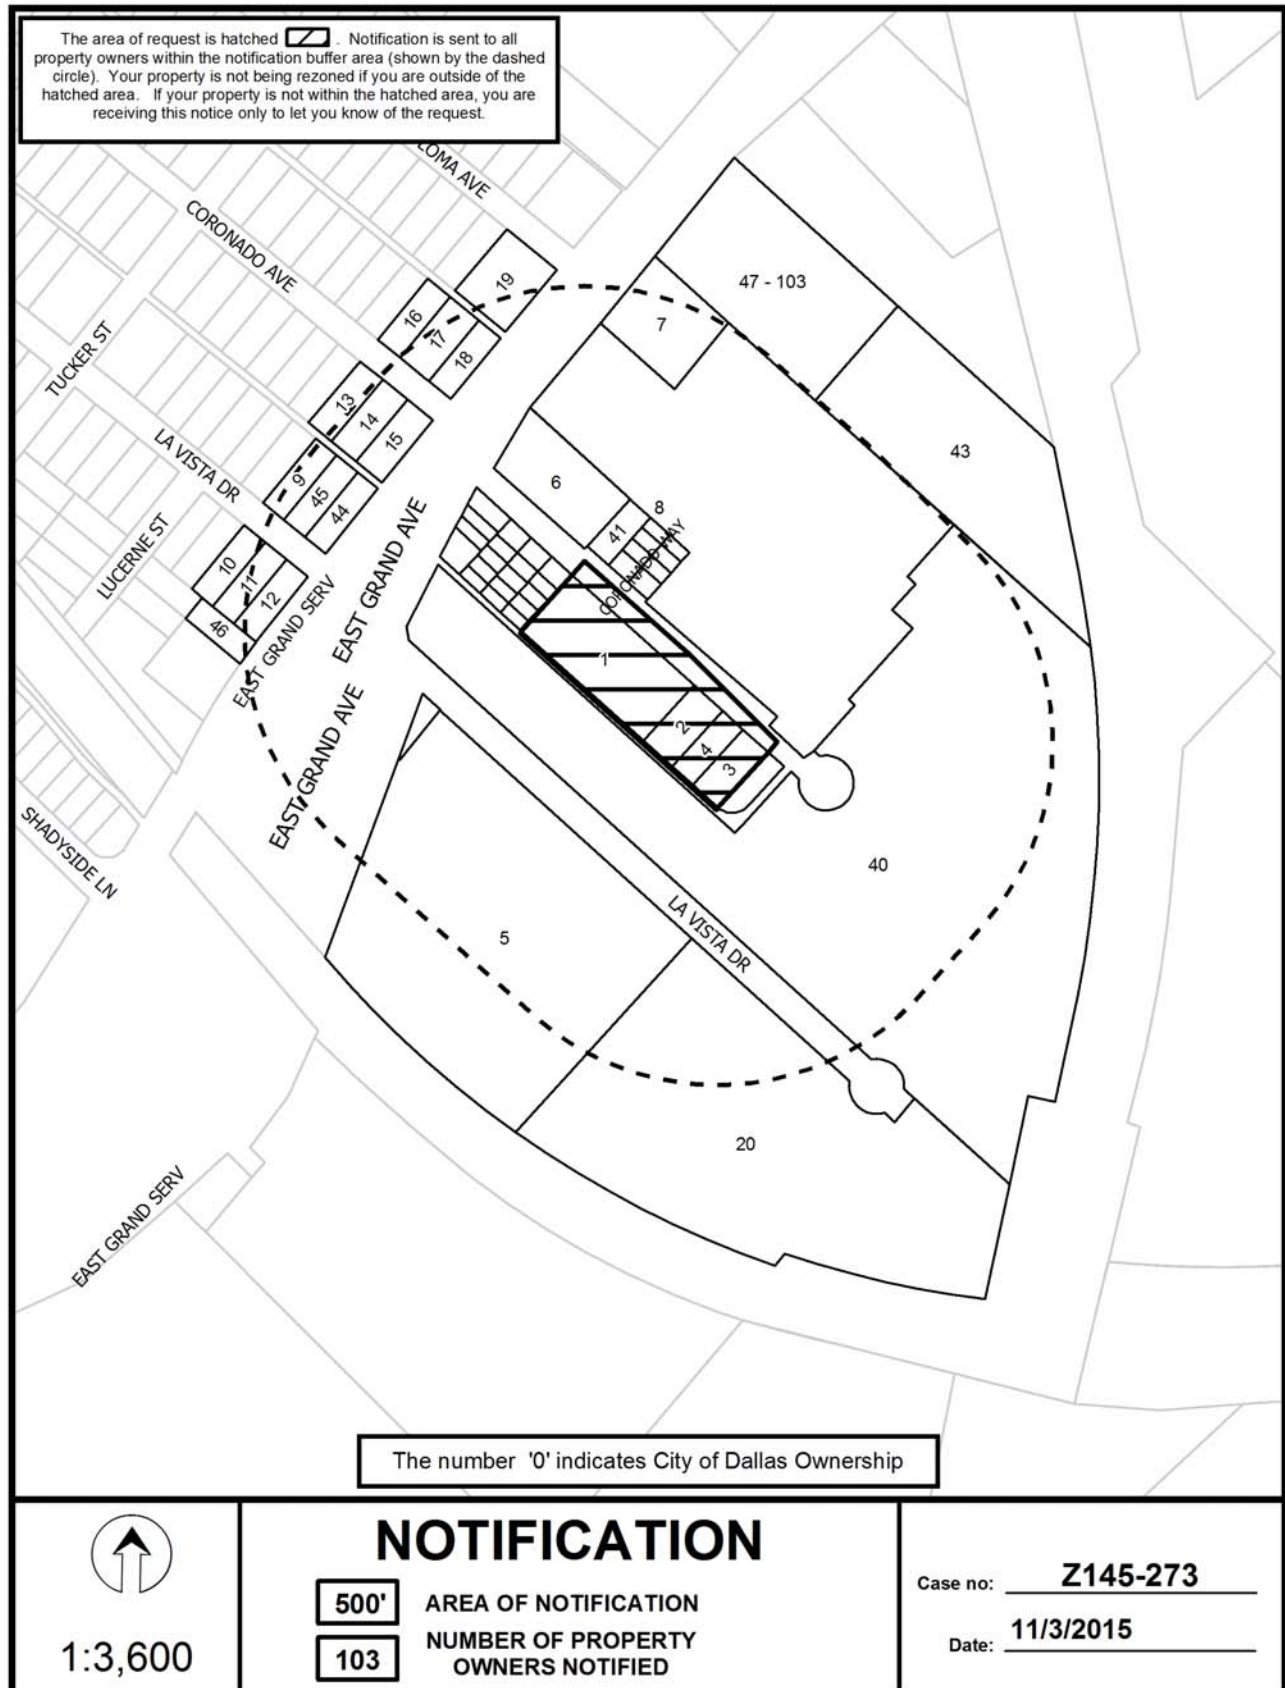 The area of request is hatched . Notification is sent to all
property owners within the notification buffer area (shown by the dashed
circle). Your property is not being rezoned if you are outside of the
hatched area. If your property is not within the hatched area, you are
receiving this notice only to let you know of the request.
LOMA AVE
CORONADO AVE
19
47 - 103
16
7
17
18
TUCKER ST
13
14
15
43
LA VISTA DR
9
45
44
6
8
41
LUCERNE ST
EAST GRAND AVE
CORONADO WAY
10
11
12
46
EAST GRAND SERV
1
EAST GRAND AVE
2
4
3
SHADYSIDE LN
40
LA VISTA DR
5
20
EAST GRAND SERV
The number '0' indicates City of Dallas Ownership
1:3,600
NOTIFICATION
500' AREA OF NOTIFICATION
103 NUMBER OF PROPERTY
OWNERS NOTIFIED
Case no: Z145-273
Date: 11/3/2015